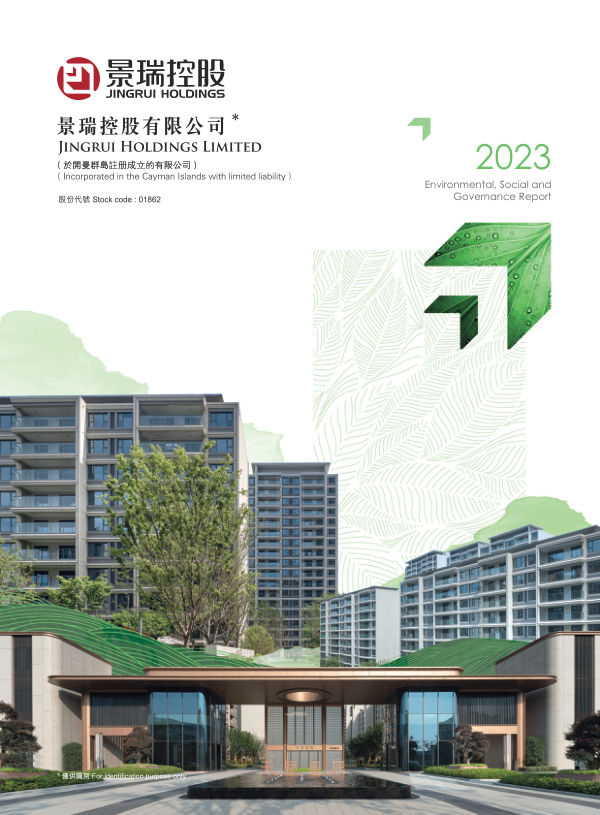 景瑞控股
JINGRUI HOLDINGS
景瑞控股有限公司*
JINGRUI HOLDINGS LIMITED
(於開曼群島註册成立的有限公司)
(Incorporated in the Cayman Islands with limited liability)
股份代號 Stock code : 01862
2023
Environmental, Social and
Governance Report
* 僅供識別 For identification purpose only